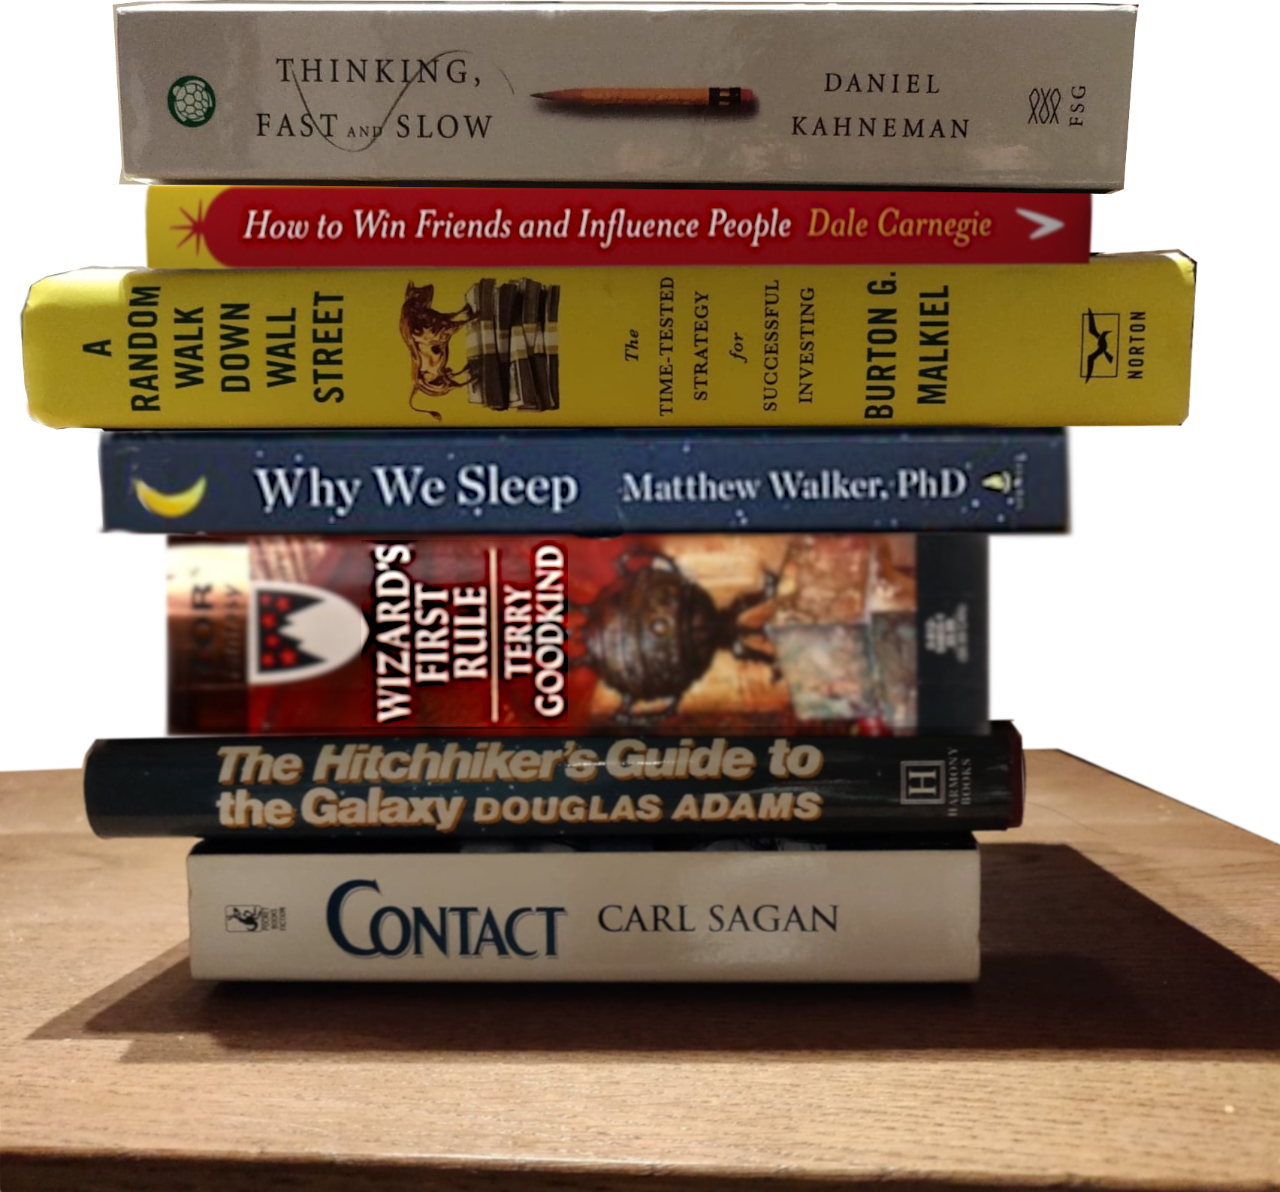 THINKING,
FAST AND SLOW
DANIEL
KAHNEMAN
FSG
How to Win Friends and Influence People Dale Carnegie
A
RANDOM
WALK
DOWN
WALL
STREET
The
TIME-TESTED
STRATEGY
for
SUCCESSFUL
INVESTING
BURTON G.
MALKIEL
NORTON
Why We Sleep Matthew Walker, PhD
TOR
fantasy
WIZARD'S
FIRST
RULE
TERRY
GOODKIND
The Hitchhiker's Guide to
the Galaxy DOUGLAS ADAMS
H
HARMONY
BOOKS
CONTACT CARL SAGAN